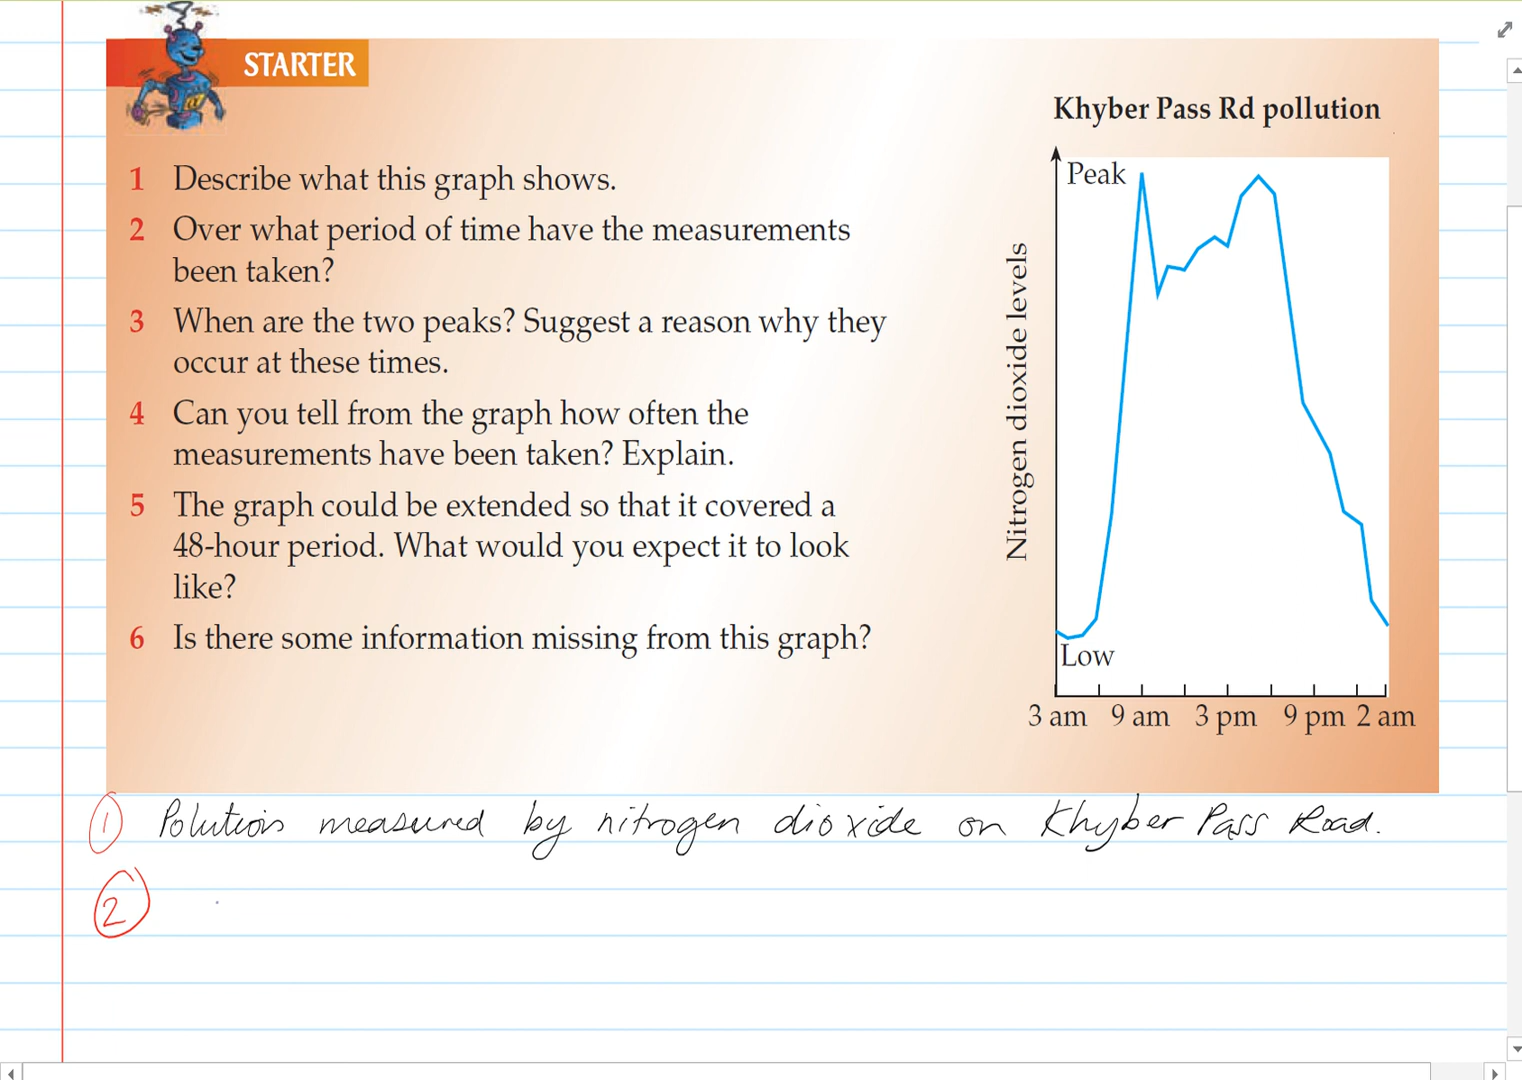 STARTER
Khyber Pass Rd pollution
1 Describe what this graph shows.
2 Over what period of time have the measurements
been taken?
3 When are the two peaks? Suggest a reason why they
occur at these times.
4 Can you tell from the graph how often the
measurements have been taken? Explain.
5 The graph could be extended so that it covered a
48-hour period. What would you expect it to look
like?
6 Is there some information missing from this graph?
Peak
Nitrogen dioxide levels
Low
3 am 9 am 3 pm 9 pm 2 am
1 Polution measured by nitrogen dioxide on Khyber Pass Road.
2